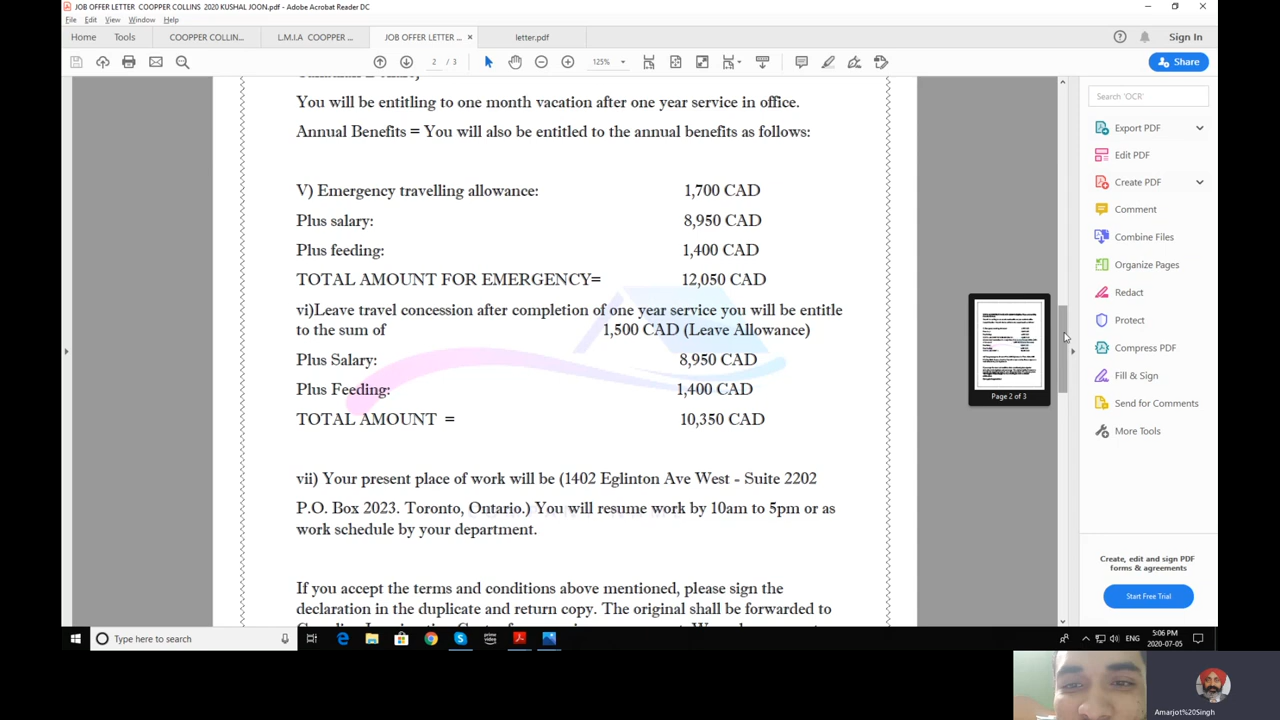 JOB OFFER LETTER COOPPER COLLINS 2020 KUSHAL JOON.pdf - Adobe Acrobat Reader DC
File Edit View Window Help
Home Tools COOPPER COLLIN... L.M.I.A COOPPER ... JOB OFFER LETTER ... × letter.pdf Sign In
2 / 3 125% Share
You will be entitling to one month vacation after one year service in office.
Annual Benefits = You will also be entitled to the annual benefits as follows:
V) Emergency travelling allowance: 1,700 CAD
Plus salary: 8,950 CAD
Plus feeding: 1,400 CAD
TOTAL AMOUNT FOR EMERGENCY= 12,050 CAD
vi)Leave travel concession after completion of one year service you will be entitle
to the sum of 1,500 CAD (Leave Allowance)
Plus Salary: 8,950 CAD
Plus Feeding: 1,400 CAD
TOTAL AMOUNT = 10,350 CAD
vii) Your present place of work will be (1402 Eglinton Ave West - Suite 2202
P.O. Box 2023. Toronto, Ontario.) You will resume work by 10am to 5pm or as
work schedule by your department.
If you accept the terms and conditions above mentioned, please sign the
declaration in the duplicate and return copy. The original shall be forwarded to
Page 2 of 3
Search 'OCR'
Export PDF
Edit PDF
Create PDF
Comment
Combine Files
Organize Pages
Redact
Protect
Compress PDF
Fill & Sign
Send for Comments
More Tools
Create, edit and sign PDF
forms & agreements
Start Free Trial
Type here to search
prime video
ENG
5:06 PM
2020-07-05
Amarjot%20Singh